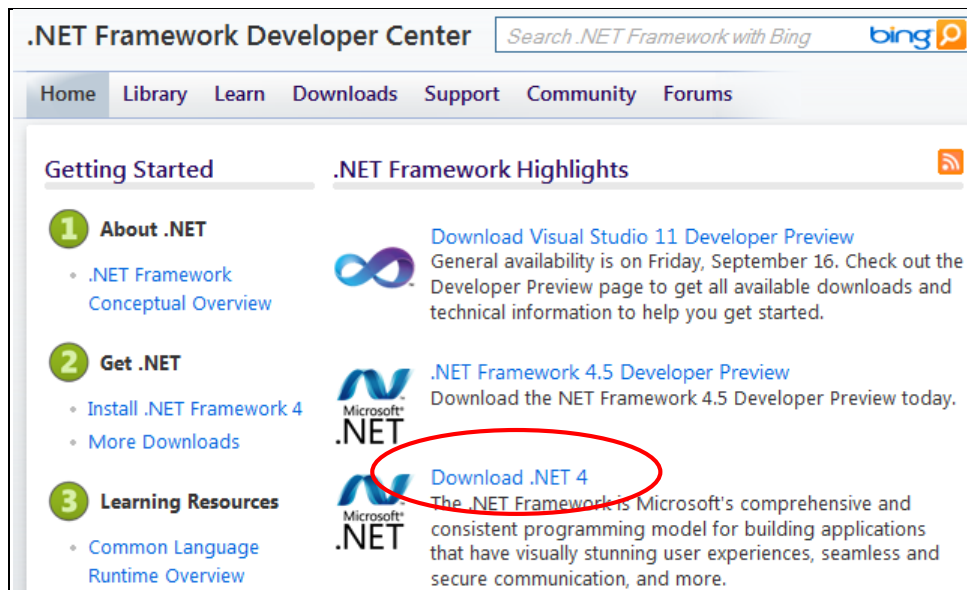 .NET Framework Developer Center
Search .NET Framework with Bing
bing
Home Library Learn Downloads Support Community Forums
Getting Started
1 About .NET
.NET Framework
Conceptual Overview
2 Get .NET
Install .NET Framework 4
More Downloads
3 Learning Resources
Common Language
Runtime Overview
.NET Framework Highlights
Download Visual Studio 11 Developer Preview
General availability is on Friday, September 16. Check out the
Developer Preview page to get all available downloads and
technical information to help you get started.
Microsoft®
.NET
.NET Framework 4.5 Developer Preview
Download the NET Framework 4.5 Developer Preview today.
Microsoft®
.NET
Download .NET 4
The .NET Framework is Microsoft's comprehensive and
consistent programming model for building applications
that have visually stunning user experiences, seamless and
secure communication, and more.